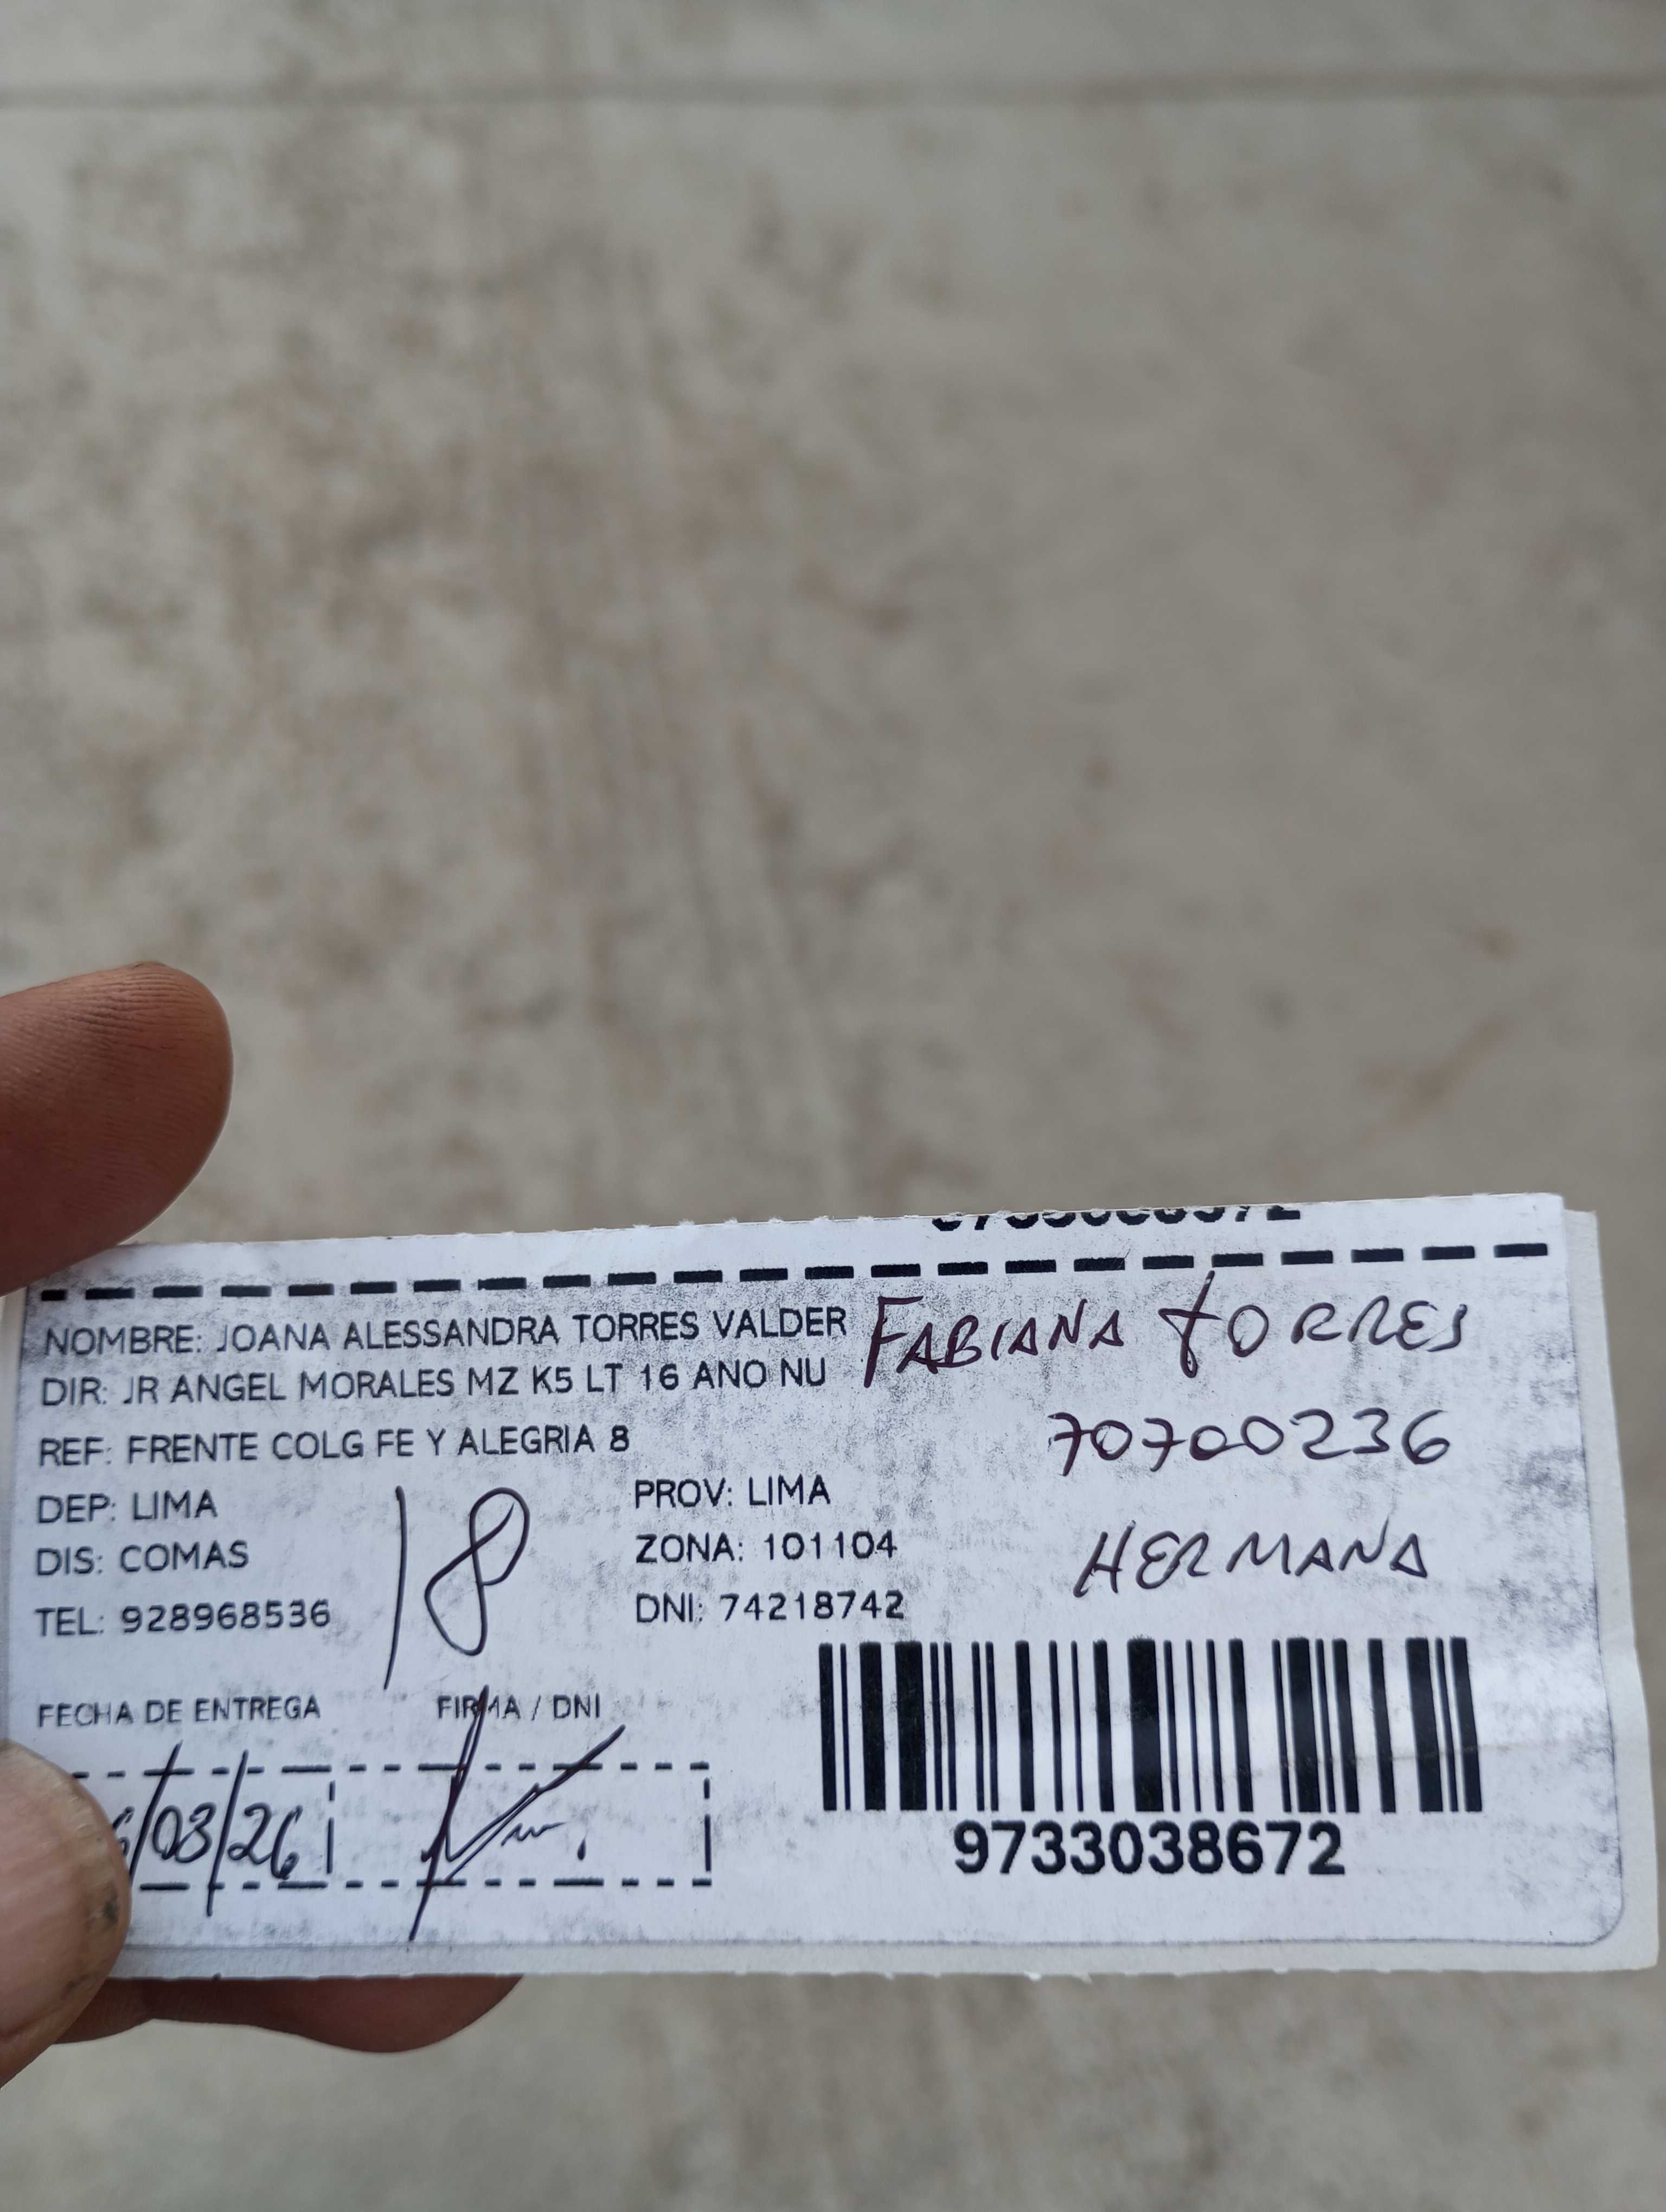 NOMBRE: JOANA ALESSANDRA TORRES VALDER
FABIANA TORRES
DIR: JR ANGEL MORALES MZ K5 LT 16 ANO NU
70700236
REF: FRENTE COLG FE Y ALEGRIA 8
DEP: LIMA
PROV: LIMA
HERMANA
DIS: COMAS
18
ZONA: 101104
TEL: 928968536
DNI: 74218742
FECHA DE ENTREGA
FIRMA / DNI
/03/26
9733038672